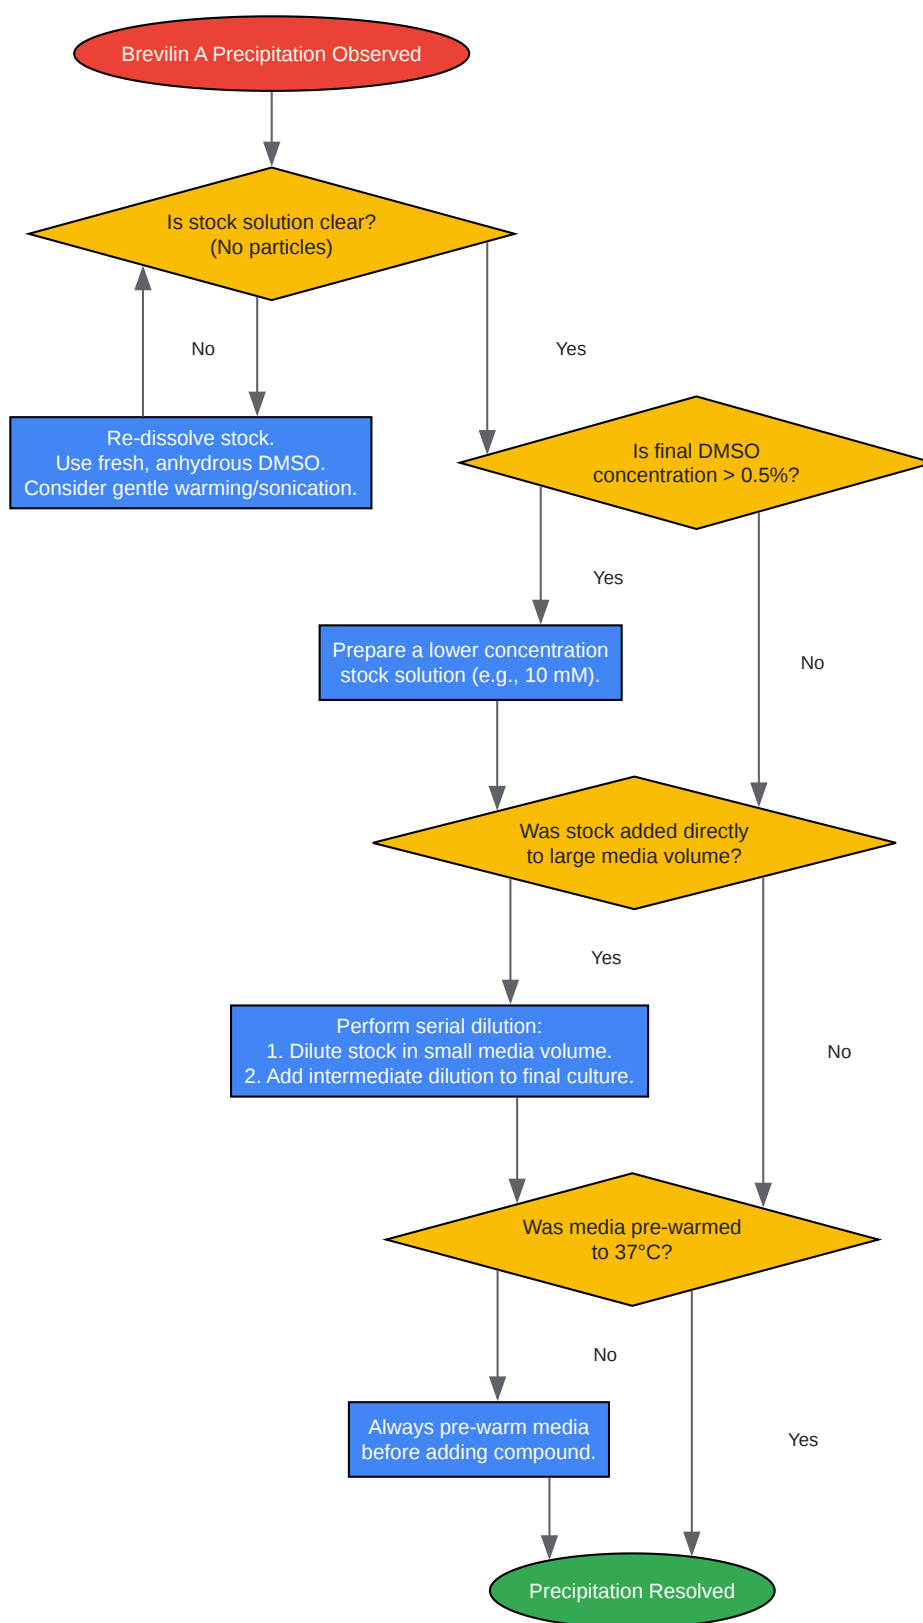 Brevilin A Precipitation Observed
Is stock solution clear?
(No particles)
No
Yes
Re-dissolve stock.
Use fresh, anhydrous DMSO.
Consider gentle warming/sonication.
Is final DMSO
concentration > 0.5%?
Yes
No
Prepare a lower concentration
stock solution (e.g., 10 mM).
Was stock added directly
to large media volume?
Yes
No
Perform serial dilution:
1. Dilute stock in small media volume.
2. Add intermediate dilution to final culture.
Was media pre-warmed
to 37°C?
No
Yes
Always pre-warm media
before adding compound.
Precipitation Resolved